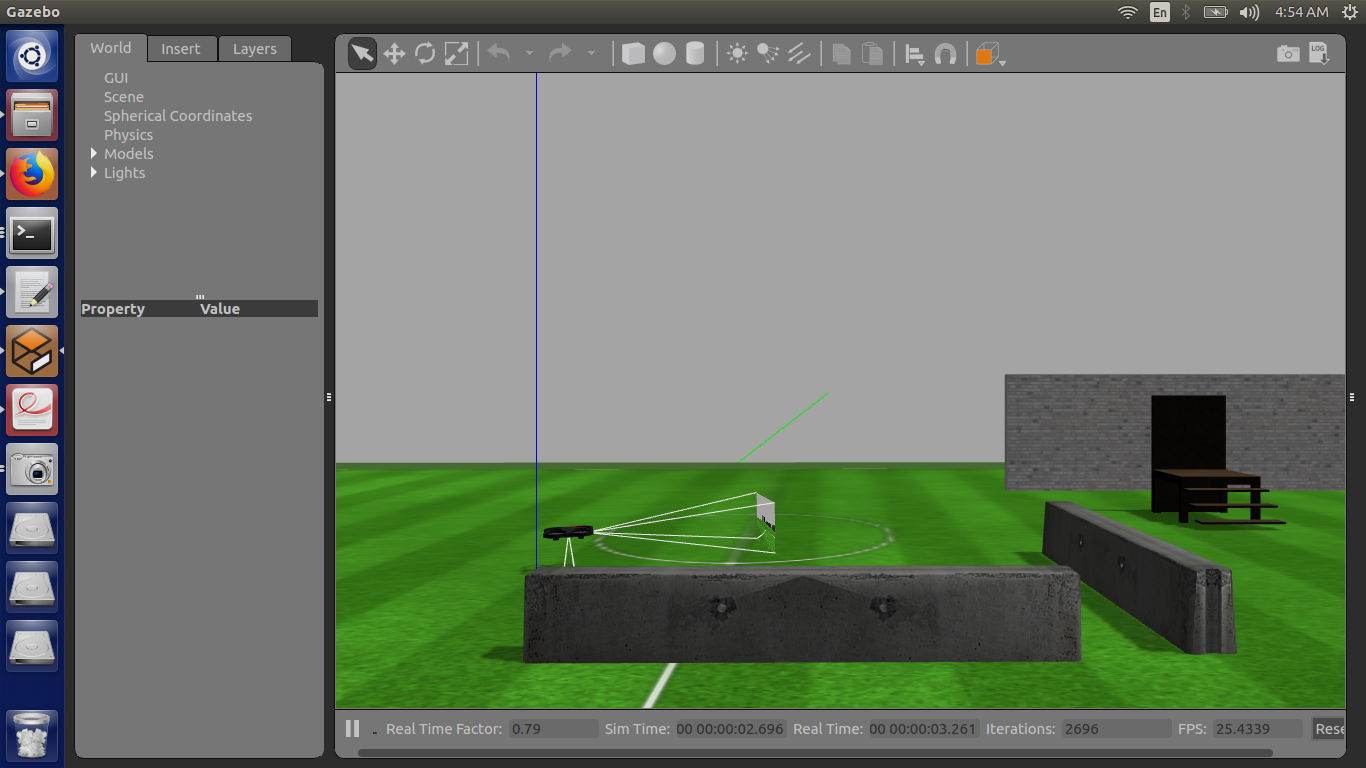 Gazebo
En
4:54 AM
World Insert Layers
GUI
Scene
Spherical Coordinates
Physics
Models
Lights
Property Value
LOG
Real Time Factor: 0.79 Sim Time: 00 00:00:02.696 Real Time: 00 00:00:03.261 Iterations: 2696 FPS: 25.4339 Rese